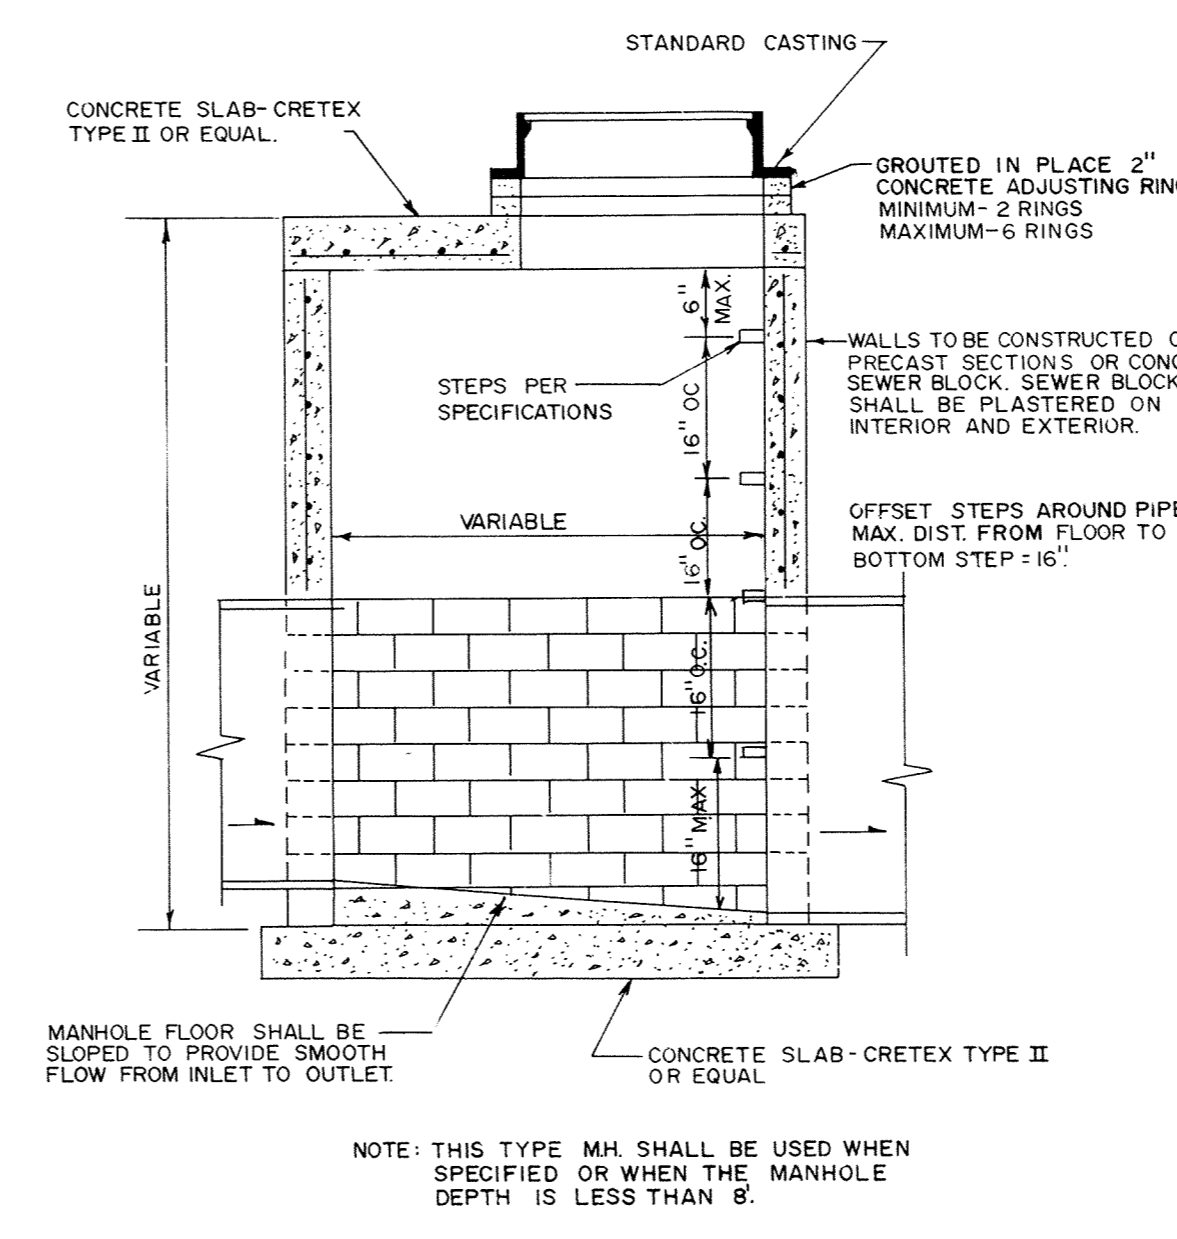 STANDARD CASTING
CONCRETE SLAB-CRETEX
TYPE II OR EQUAL.
GROUTED IN PLACE 2"
CONCRETE ADJUSTING
MINIMUM-2 RINGS
MAXIMUM-6 RINGS
6" MAX.
WALLS TO BE CONSTRUCTED
PRECAST SECTIONS OR
SEWER BLOCK. SEWER BLOCK
SHALL BE PLASTERED ON
INTERIOR AND EXTERIOR.
STEPS PER
SPECIFICATIONS
16" OC
OFFSET STEPS AROUND PIPE
MAX. DIST. FROM FLOOR TO
BOTTOM STEP = 16".
VARIABLE
16" O.C.
VARIABLE
16" O.C.
16" MAX
MANHOLE FLOOR SHALL BE
SLOPED TO PROVIDE SMOOTH
FLOW FROM INLET TO OUTLET.
CONCRETE SLAB-CRETEX TYPE II
OR EQUAL
NOTE: THIS TYPE M.H. SHALL BE USED WHEN
SPECIFIED OR WHEN THE MANHOLE
DEPTH IS LESS THAN 8'.